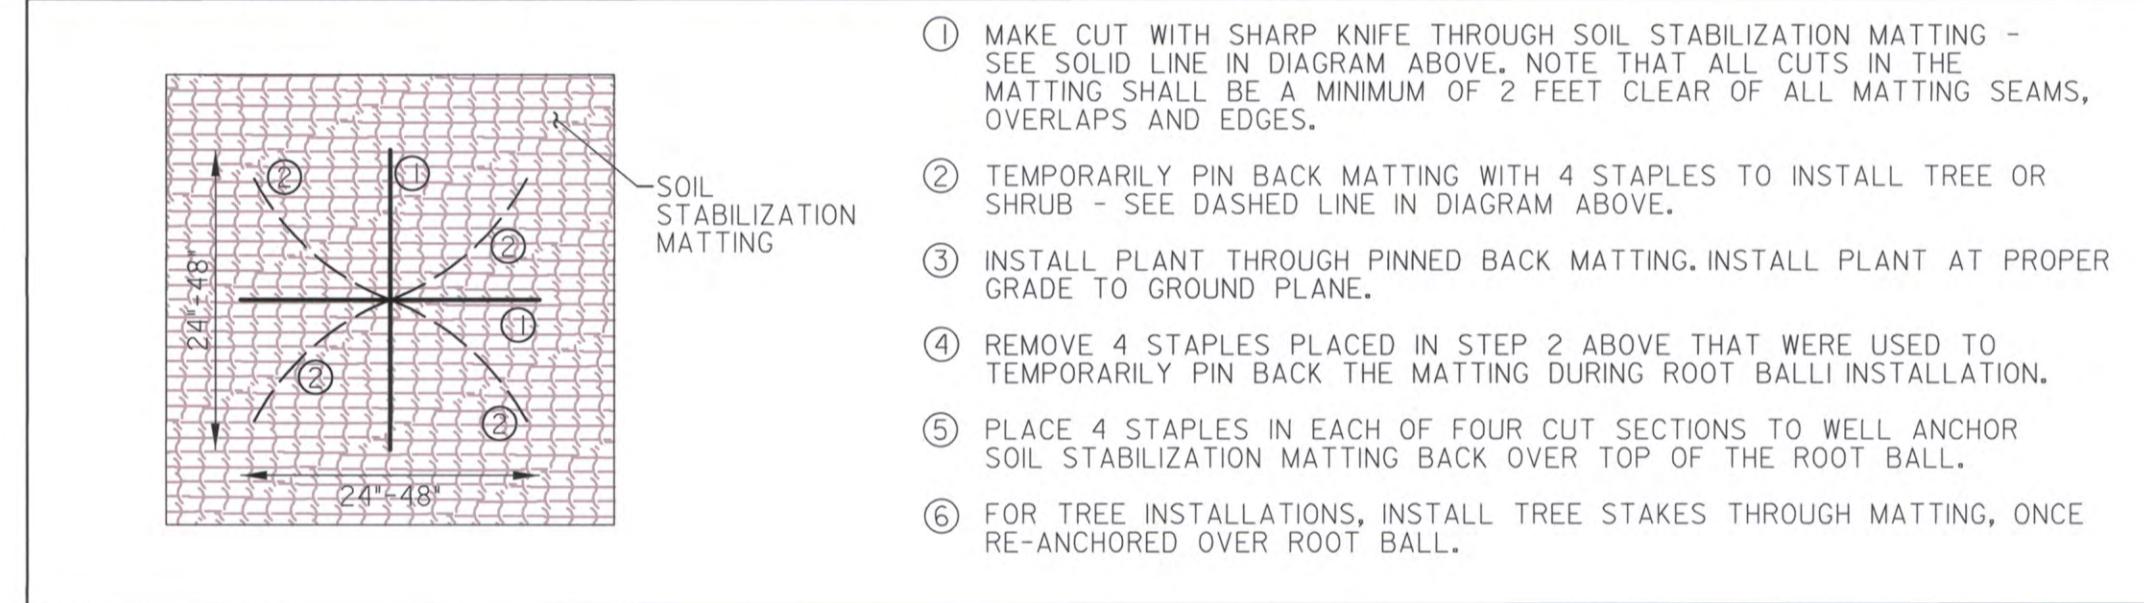 ②
①
②
24"-48"
①
②
②
24"-48"
SOIL
STABILIZATION
MATTING
① MAKE CUT WITH SHARP KNIFE THROUGH SOIL STABILIZATION MATTING -
SEE SOLID LINE IN DIAGRAM ABOVE. NOTE THAT ALL CUTS IN THE
MATTING SHALL BE A MINIMUM OF 2 FEET CLEAR OF ALL MATTING SEAMS,
OVERLAPS AND EDGES.
② TEMPORARILY PIN BACK MATTING WITH 4 STAPLES TO INSTALL TREE OR
SHRUB - SEE DASHED LINE IN DIAGRAM ABOVE.
③ INSTALL PLANT THROUGH PINNED BACK MATTING. INSTALL PLANT AT PROPER
GRADE TO GROUND PLANE.
④ REMOVE 4 STAPLES PLACED IN STEP 2 ABOVE THAT WERE USED TO
TEMPORARILY PIN BACK THE MATTING DURING ROOT BALLI INSTALLATION.
⑤ PLACE 4 STAPLES IN EACH OF FOUR CUT SECTIONS TO WELL ANCHOR
SOIL STABILIZATION MATTING BACK OVER TOP OF THE ROOT BALL.
⑥ FOR TREE INSTALLATIONS, INSTALL TREE STAKES THROUGH MATTING, ONCE
RE-ANCHORED OVER ROOT BALL.